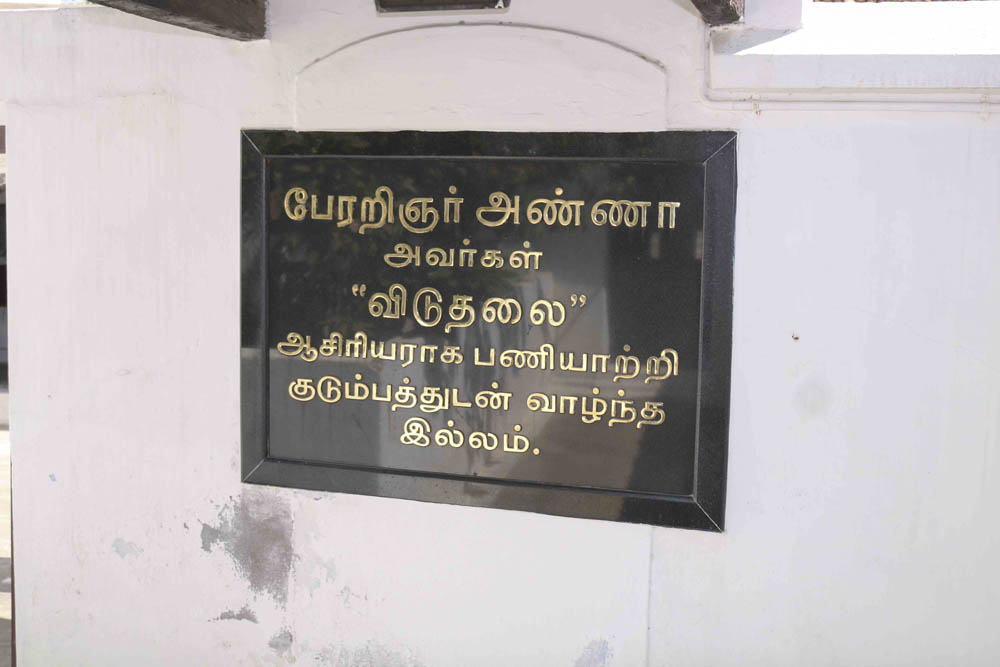 பேரறிஞர் அண்ணா
அவர்கள்
“விடுதலை”
ஆசிரியராக பணியாற்றி
குடும்பத்துடன் வாழ்ந்த
இல்லம்.